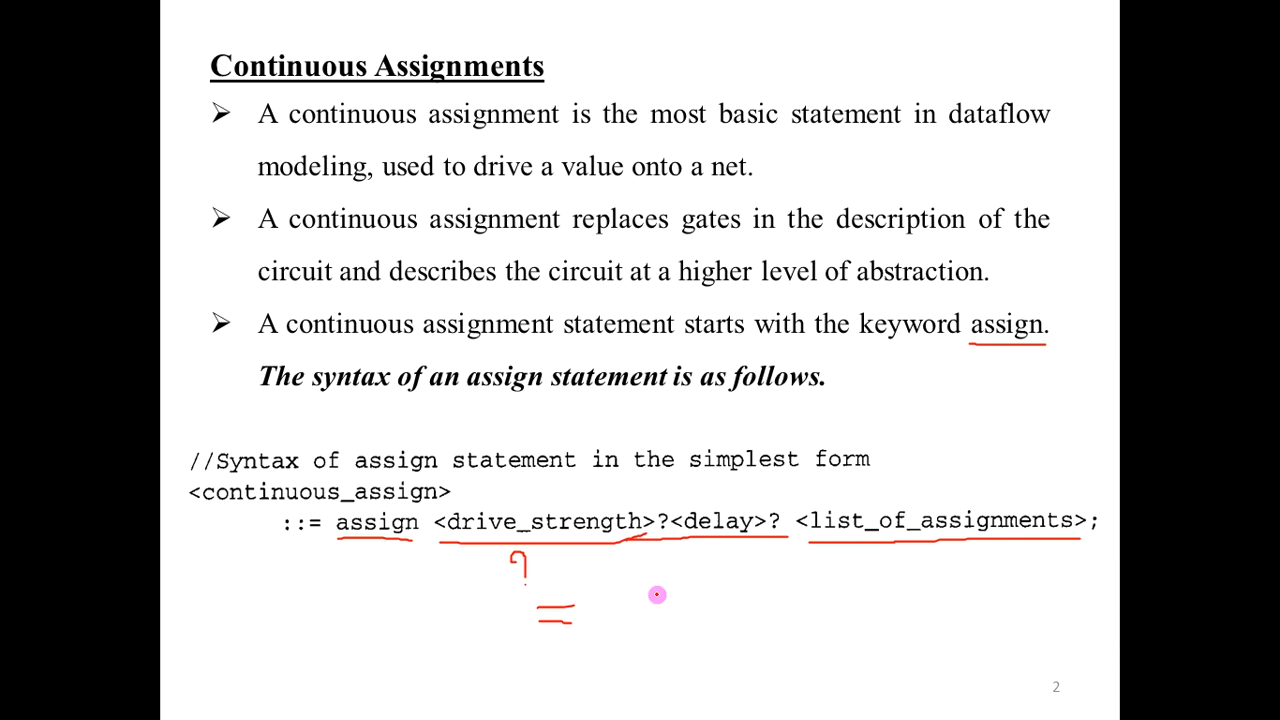 Continuous Assignments
➢ A continuous assignment is the most basic statement in dataflow
modeling, used to drive a value onto a net.
➢ A continuous assignment replaces gates in the description of the
circuit and describes the circuit at a higher level of abstraction.
➢ A continuous assignment statement starts with the keyword assign.
The syntax of an assign statement is as follows.
//Syntax of assign statement in the simplest form
<continuous_assign>
::= assign <drive_strength>?<delay>? <list_of_assignments>;
?
=
2